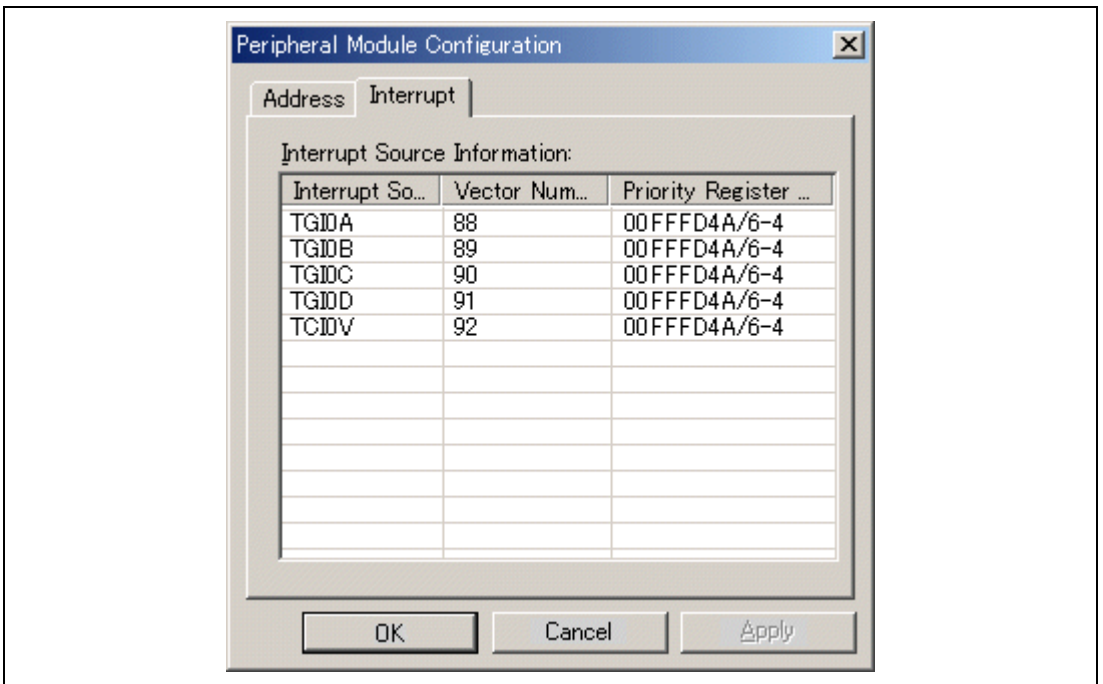 Peripheral Module Configuration
Address Interrupt
Interrupt Source Information:
Interrupt So... Vector Num... Priority Register ...
TGI0A 88 00FFFD4A/6-4
TGI0B 89 00FFFD4A/6-4
TGI0C 90 00FFFD4A/6-4
TGI0D 91 00FFFD4A/6-4
TCI0V 92 00FFFD4A/6-4
OK Cancel Apply